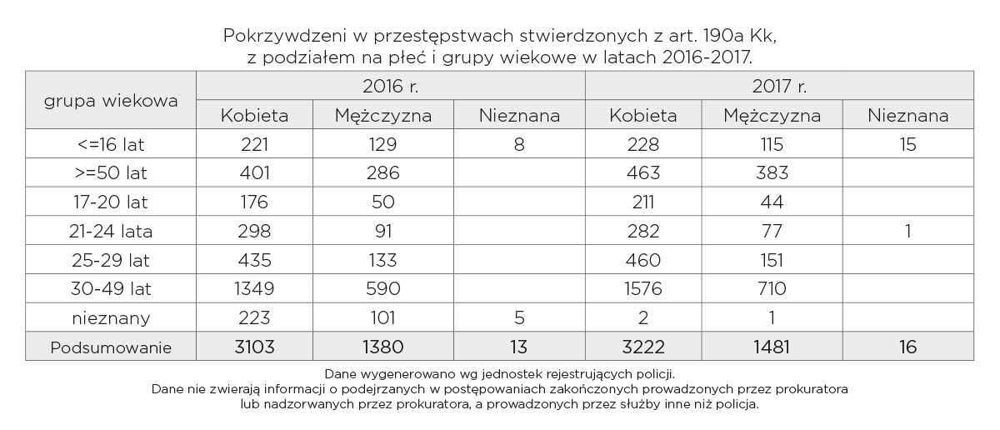 Pokrzywdzeni w przestępstwach stwierdzonych z art. 190a Kk,
z podziałem na płeć i grupy wiekowe w latach 2016-2017.
grupa wiekowa 2016 r. 2017 r.
Kobieta Mężczyzna Nieznana Kobieta Mężczyzna Nieznana
<=16 lat 221 129 8 228 115 15
>=50 lat 401 286 463 383
17-20 lat 176 50 211 44
21-24 lata 298 91 282 77 1
25-29 lat 435 133 460 151
30-49 lat 1349 590 1576 710
nieznany 223 101 5 2 1
Podsumowanie 3103 1380 13 3222 1481 16
Dane wygenerowano wg jednostek rejestrujących policji.
Dane nie zwierają informacji o podejrzanych w postępowaniach zakończonych prowadzonych przez prokuratora
lub nadzorwanych przez prokuratora, a prowadzonych przez służby inne niż policja.